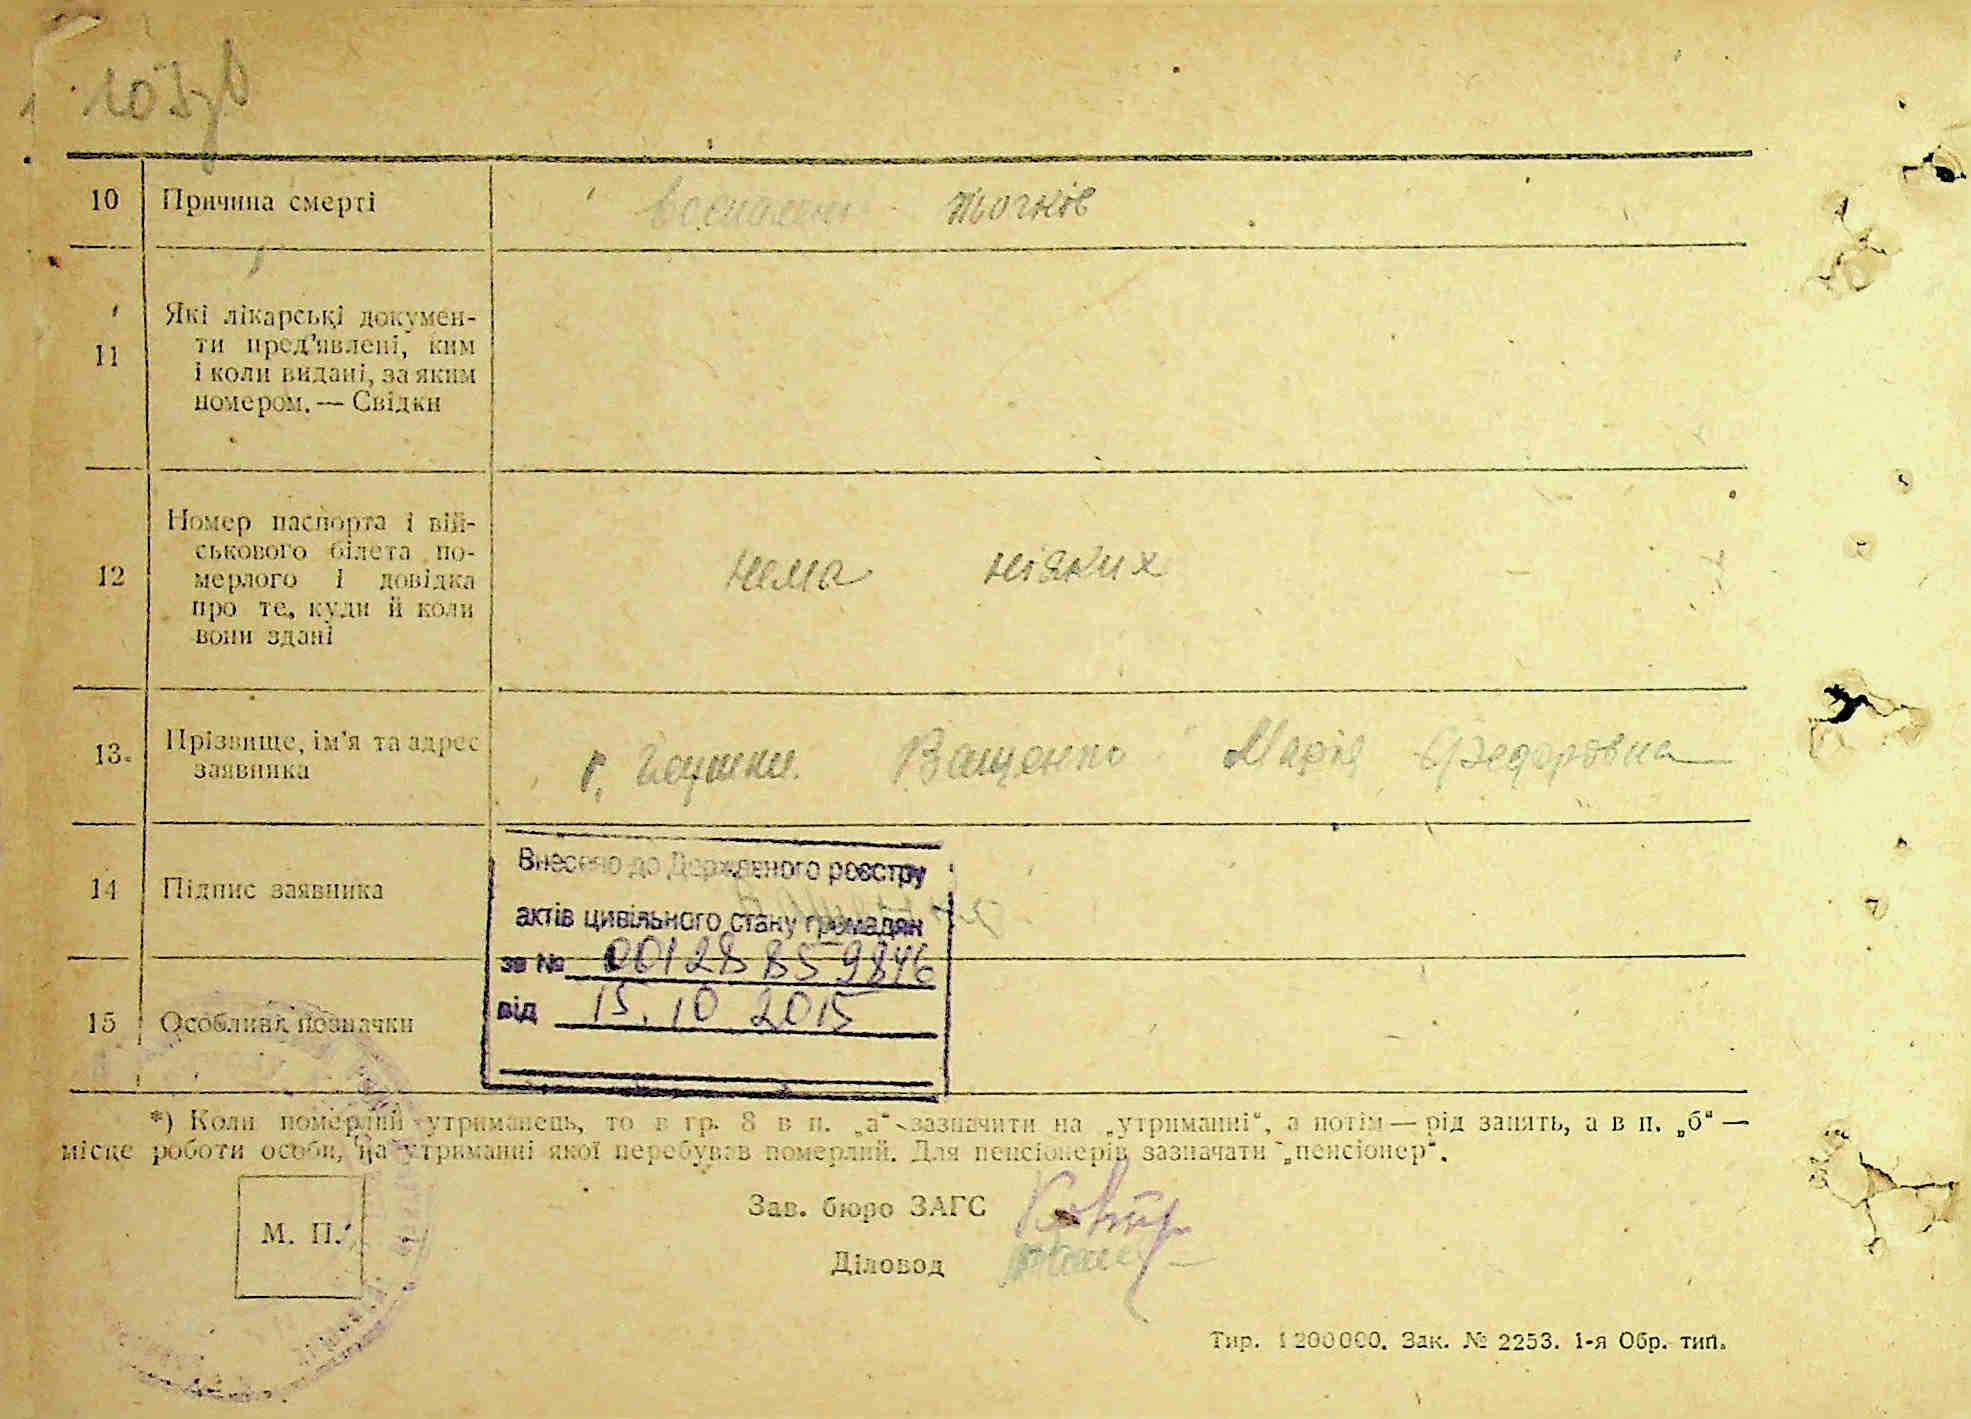 10 Причина смерті тьогнів
11 Які лікарські докумен-
ти пред’явлені, ким
і коли видані, за яким
номером. — Свідки
12 Номер паспорта і вій-
ськового білета по-
мерлого і довідка
про те, куди й коли
вони здані
нема ніяких
13 Прізвище, ім’я та адрес
заявника
Ващенко Марія Федоровна
14 Підпис заявника
Внесено до Державного реєстру
актів цивільного стану громадян
за № 00128859846
від 15.10 2015
15 Особливі позначки
*) Коли померлий утриманець, то в гр. 8 в п. „а“ зазначити на „утриманні“, а потім — рід занять, а в п. „б“ —
місце роботи особи, на утриманні якої перебував померлий. Для пенсіонерів зазначати „пенсіонер“.
М. П.
Зав. бюро ЗАГС
Діловод
Тир. 1200000. Зак. № 2253. 1-я Обр. тип.